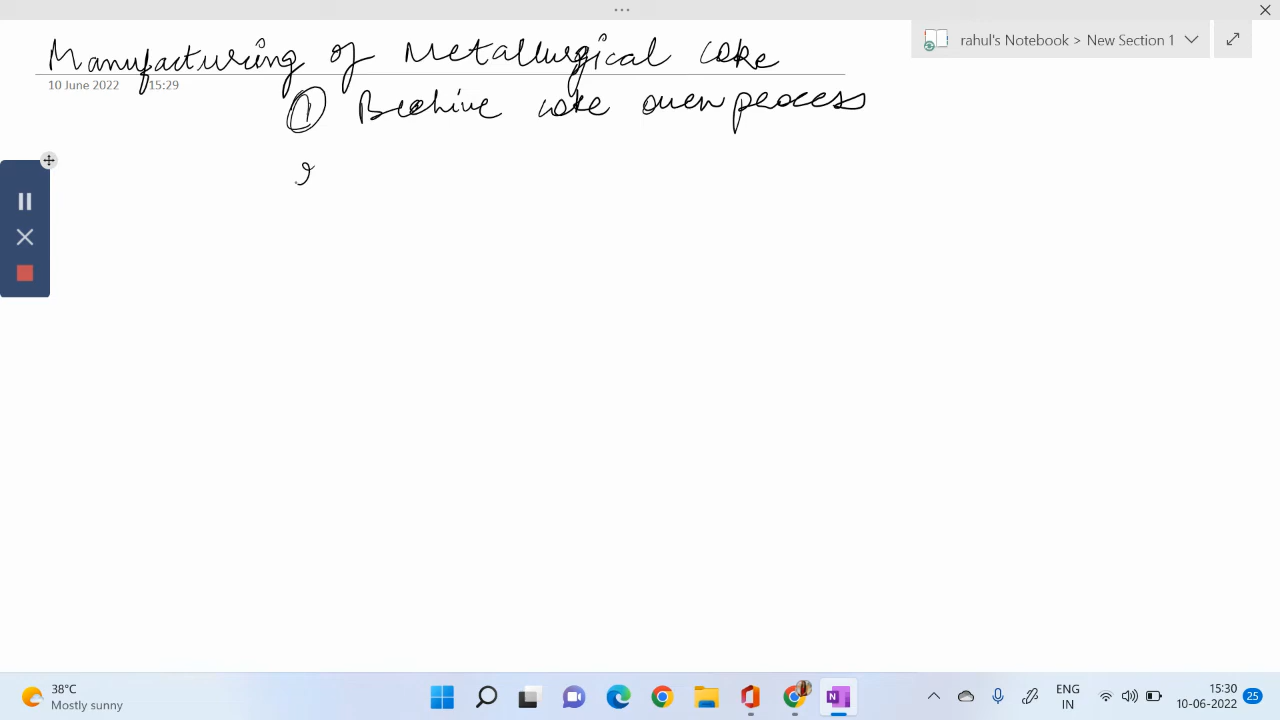 rahul's Notebook > New Section 1
Manufacturing of Metallurgical coke
10 June 2022 15:29
① Beehive coke oven process
38°C
Mostly sunny
ENG
IN
15:30
10-06-2022
25